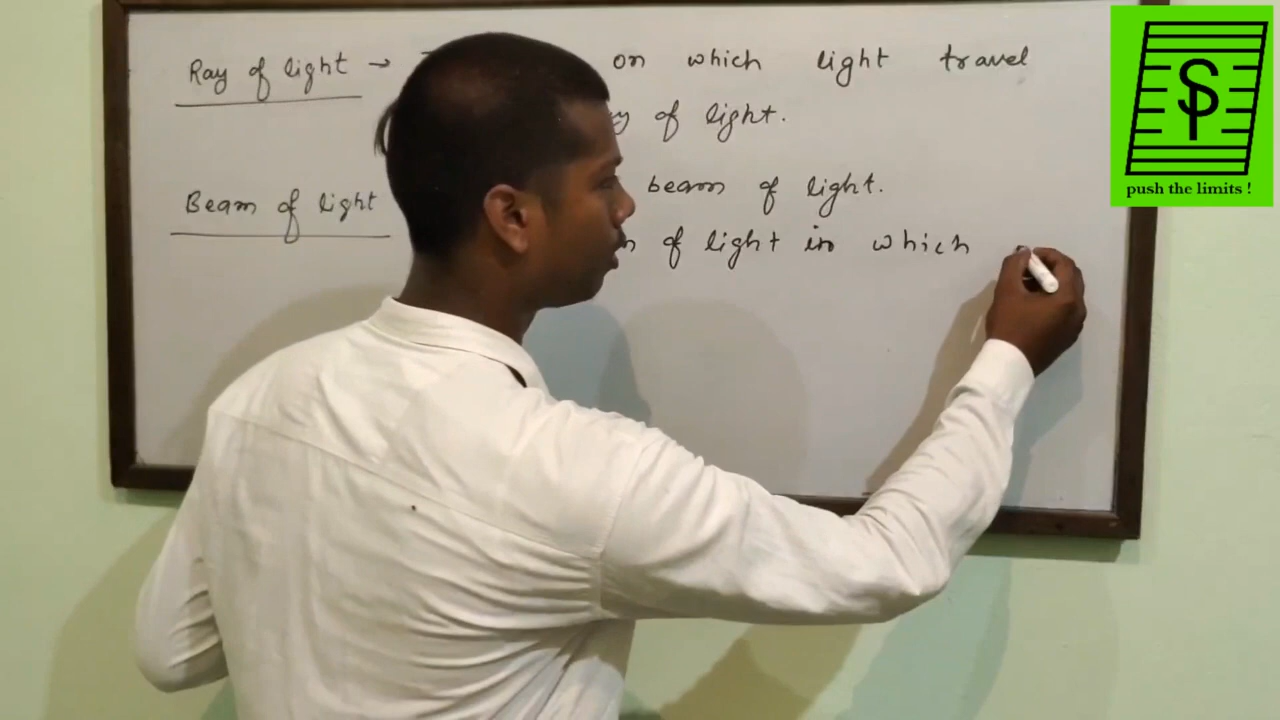 Ray of light → on which light travel
of light.
Beam of light beam of light.
of light in which
push the limits !